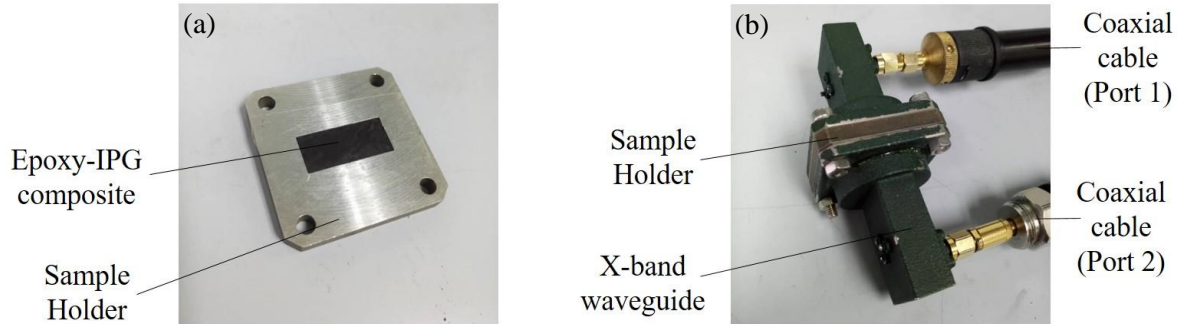 (a)
Epoxy-IPG
composite
Sample
Holder
(b)
Coaxial
cable
(Port 1)
Sample
Holder
Coaxial
cable
(Port 2)
X-band
waveguide